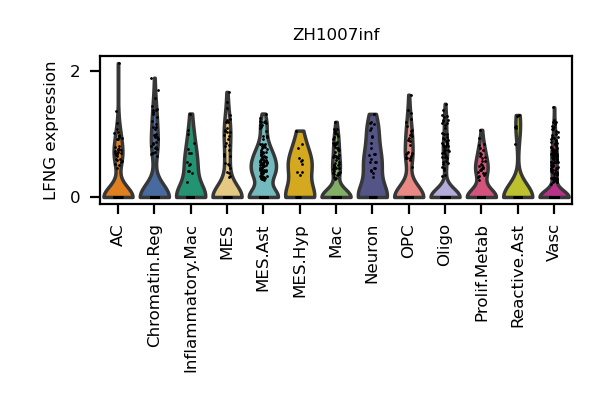 ZH1007inf
LFNG expression
2
0
AC
Chromatin.Reg
Inflammatory.Mac
MES
MES.Ast
MES.Hyp
Mac
Neuron
OPC
Oligo
Prolif.Metab
Reactive.Ast
Vasc